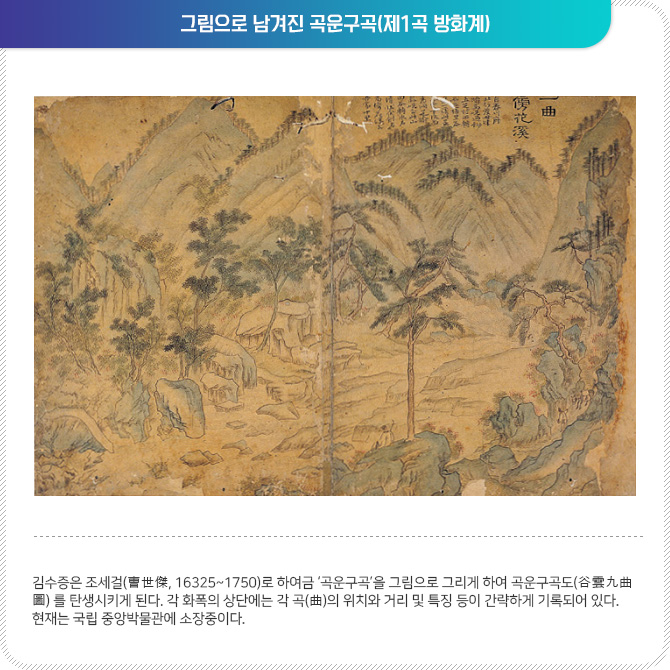 그림으로 남겨진 곡운구곡(제1곡 방화계)
一曲
傍花溪
김수증은 조세걸(曺世傑, 16325~1750)로 하여금 ‘곡운구곡’을 그림으로 그리게 하여 곡운구곡도(谷雲九曲
圖) 를 탄생시키게 된다. 각 화폭의 상단에는 각 곡(曲)의 위치와 거리 및 특징 등이 간략하게 기록되어 있다.
현재는 국립 중앙박물관에 소장중이다.